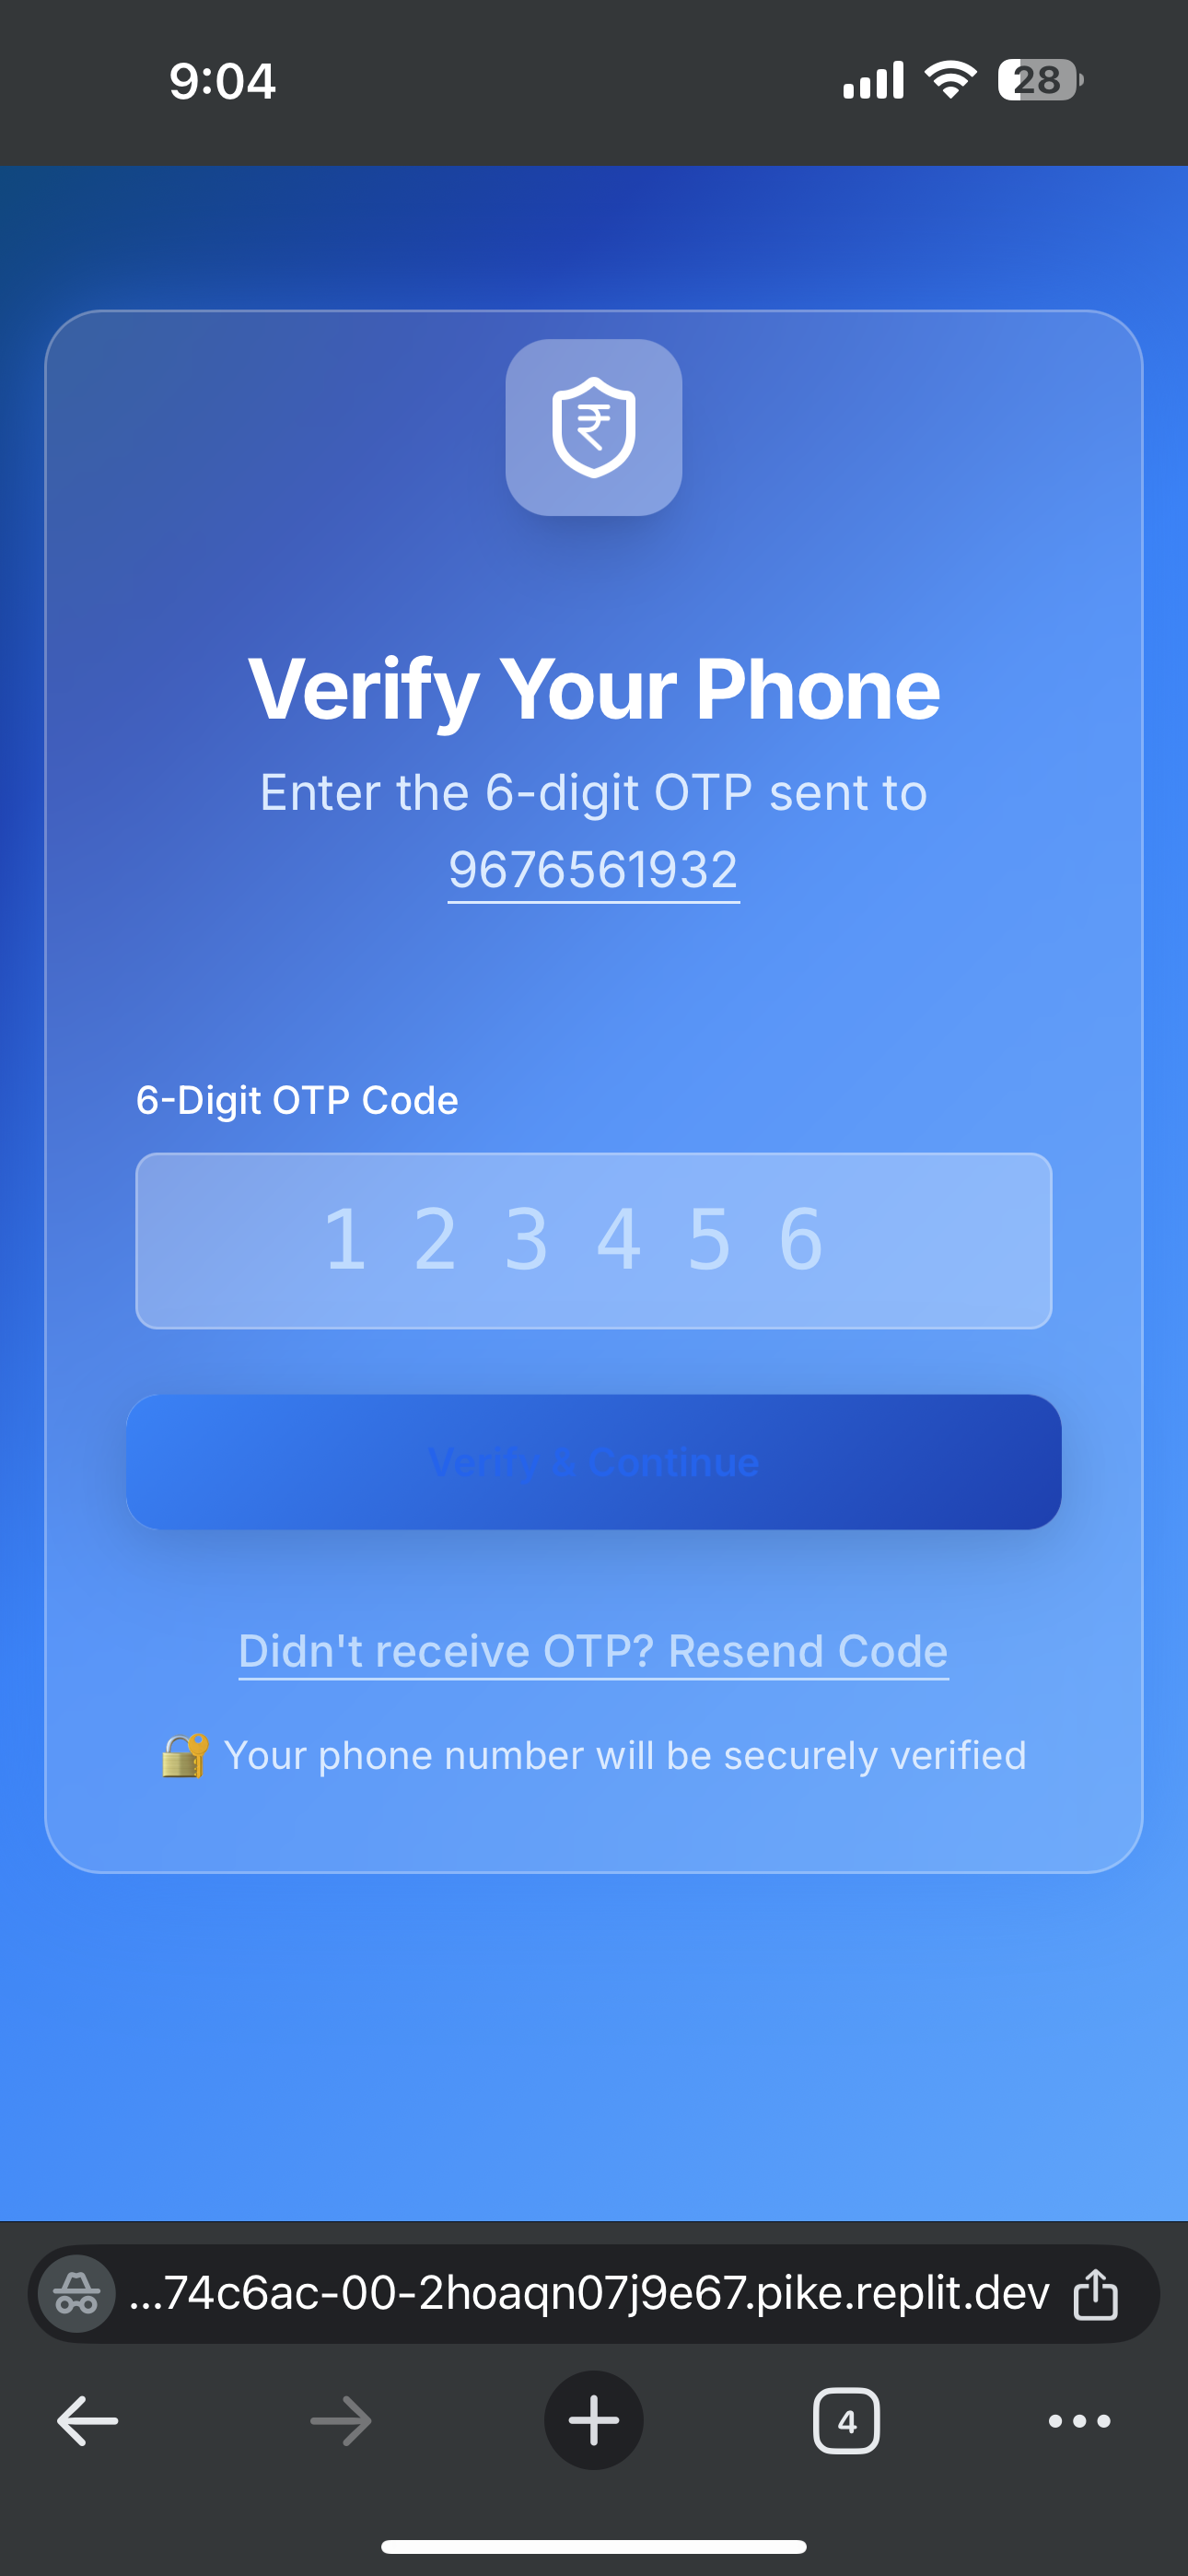 9:04
28
₹
Verify Your Phone
Enter the 6-digit OTP sent to
9676561932
6-Digit OTP Code
1 2 3 4 5 6
Verify & Continue
Didn't receive OTP? Resend Code
🔐 Your phone number will be securely verified
...74c6ac-00-2hoaqn07j9e67.pike.replit.dev
4